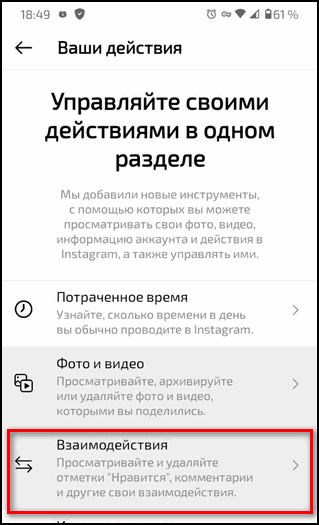 18:49 61 %
Ваши действия
Управляйте своими
действиями в одном
разделе
Мы добавили новые инструменты,
с помощью которых вы можете
просматривать свои фото, видео,
информацию аккаунта и действия в
Instagram, а также управлять ими.
Потраченное время
Узнайте, сколько времени в день
вы обычно проводите в Instagram.
Фото и видео
Просматривайте, архивируйте
или удаляйте фото и видео,
которыми вы поделились.
Взаимодействия
Просматривайте и удаляйте
отметки "Нравится", комментарии
и другие свои взаимодействия.